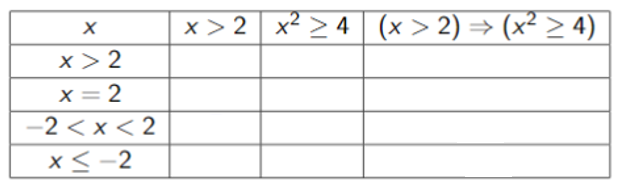 x x > 2 x² ≥ 4 (x > 2) ⇒ (x² ≥ 4)
x > 2
x = 2
−2 < x < 2
x ≤ −2